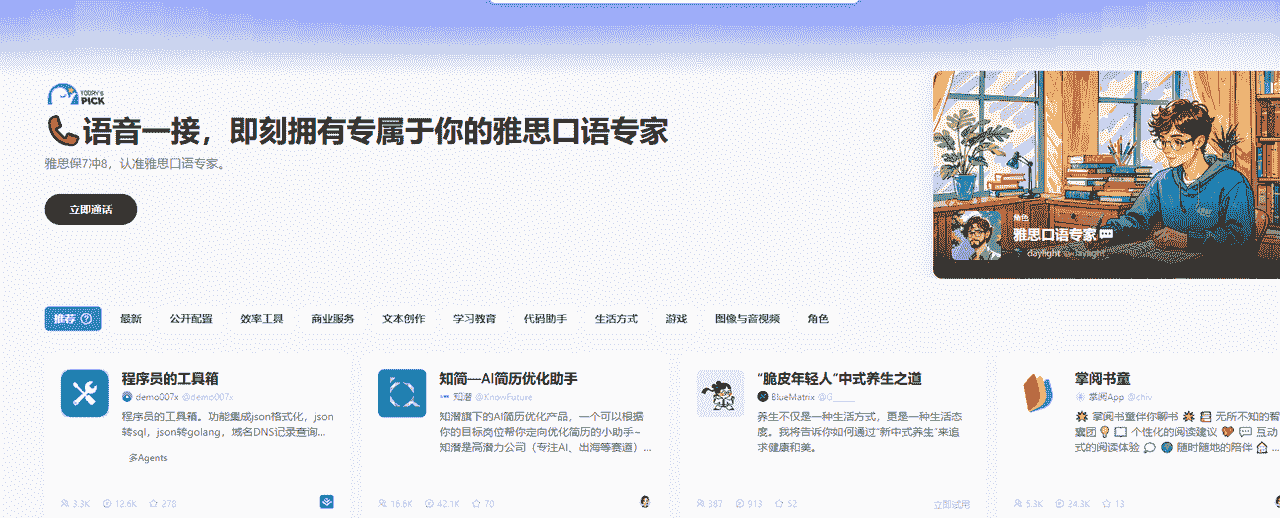 TODAY's
PICK
语音一接，即刻拥有专属于你的雅思口语专家
雅思保7冲8，认准雅思口语专家。
立即通话
角色
雅思口语专家
daylight @daylight
推荐 最新 公开配置 效率工具 商业服务 文本创作 学习教育 代码助手 生活方式 游戏 图像与音视频 角色
程序员的工具箱
demo007x @demo007x
程序员的工具箱。功能集成json格式化，json
转sql，json转golang，域名DNS记录查询...
多Agents
3.3K 12.6K 278
知简—AI简历优化助手
知潜 @KnowFuture
知潜旗下的AI简历优化产品，一个可以根据
你的目标岗位帮你定向优化简历的小助手~
知潜是高潜力公司（专注AI、出海等赛道）...
16.6K 42.1K 70
“脆皮年轻人”中式养生之道
BlueMatrix @G_____
养生不仅是一种生活方式，更是一种生活态
度。我将告诉你如何通过“新中式养生”来追
求健康和美。
387 913 52 立即试用
掌阅书童
掌阅App @chrv
掌阅书童伴你聊书 无所不知的智
囊团 个性化的阅读建议 互动
式的阅读体验 随时随地的陪伴 ...
5.3K 24.3K 13